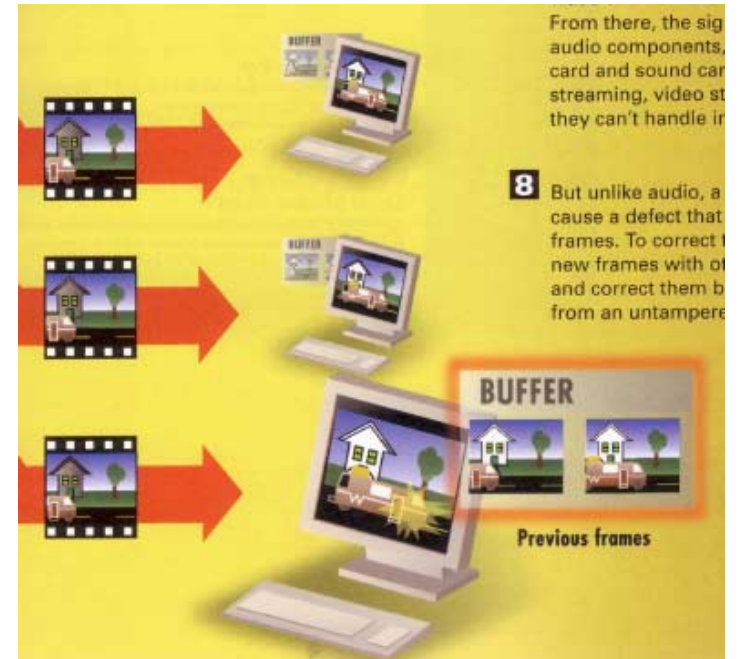 BUFFER
From there, the sig
audio components,
card and sound car
streaming, video st
they can't handle in
8
But unlike audio, a
cause a defect that
frames. To correct t
new frames with ot
and correct them b
from an untampere
BUFFER
BUFFER
Previous frames